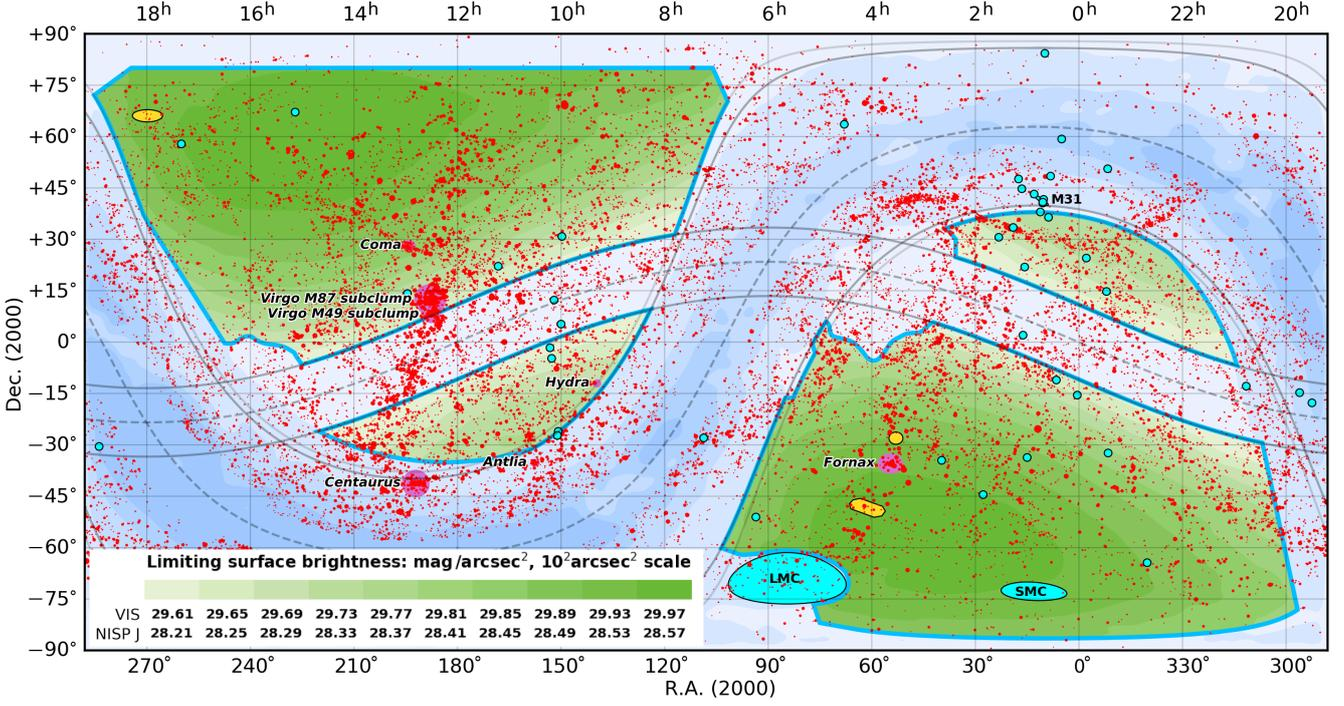 18h 16h 14h 12h 10h 8h 6h 4h 2h 0h 22h 20h
+90°
+75°
+60°
+45°
M31
+30°
Coma
+15°
Virgo M87 subclump
Virgo M49 subclump
0°
Dec. (2000)
Hydra
−15°
−30°
Antlia
Fornax
Centaurus
−45°
−60°
Limiting surface brightness: mag/arcsec², 10²arcsec² scale
LMC
SMC
−75°
VIS 29.61 29.65 29.69 29.73 29.77 29.81 29.85 29.89 29.93 29.97
NISP J 28.21 28.25 28.29 28.33 28.37 28.41 28.45 28.49 28.53 28.57
−90°
270° 240° 210° 180° 150° 120° 90° 60° 30° 0° 330° 300°
R.A. (2000)